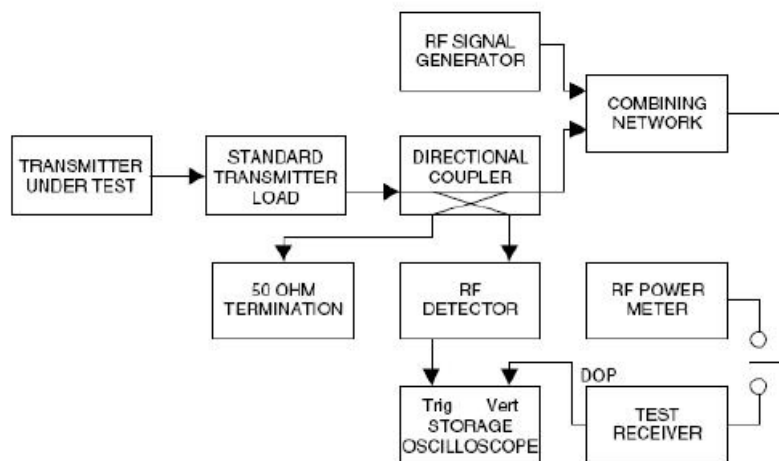 RF SIGNAL
GENERATOR
COMBINING
NETWORK
TRANSMITTER
UNDER TEST
STANDARD
TRANSMITTER
LOAD
DIRECTIONAL
COUPLER
50 OHM
TERMINATION
RF
DETECTOR
RF POWER
METER
DOP
Trig Vert
STORAGE
OSCILLOSCOPE
TEST
RECEIVER